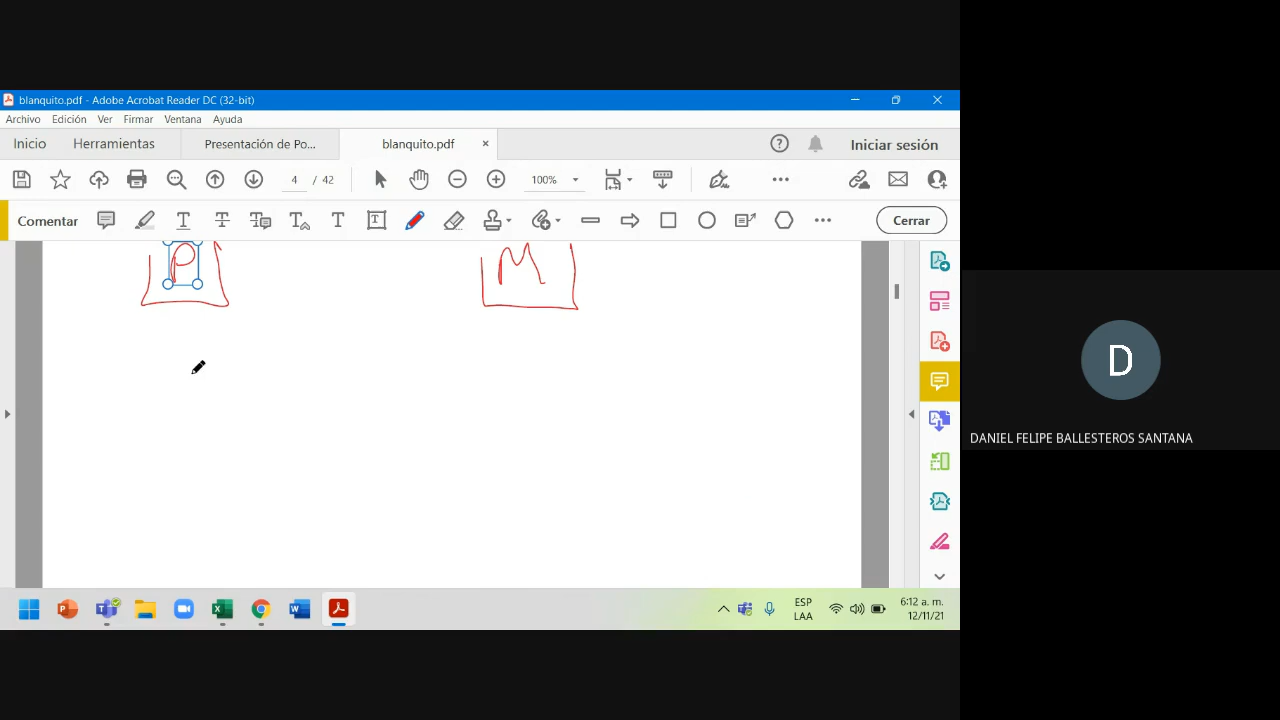 blanquito.pdf - Adobe Acrobat Reader DC (32-bit)
Archivo Edición Ver Firmar Ventana Ayuda
Inicio Herramientas Presentación de Po... blanquito.pdf × Iniciar sesión
4 / 42 100%
Comentar Cerrar
P M
D
DANIEL FELIPE BALLESTEROS SANTANA
ESP 6:12 a. m.
LAA 12/11/21